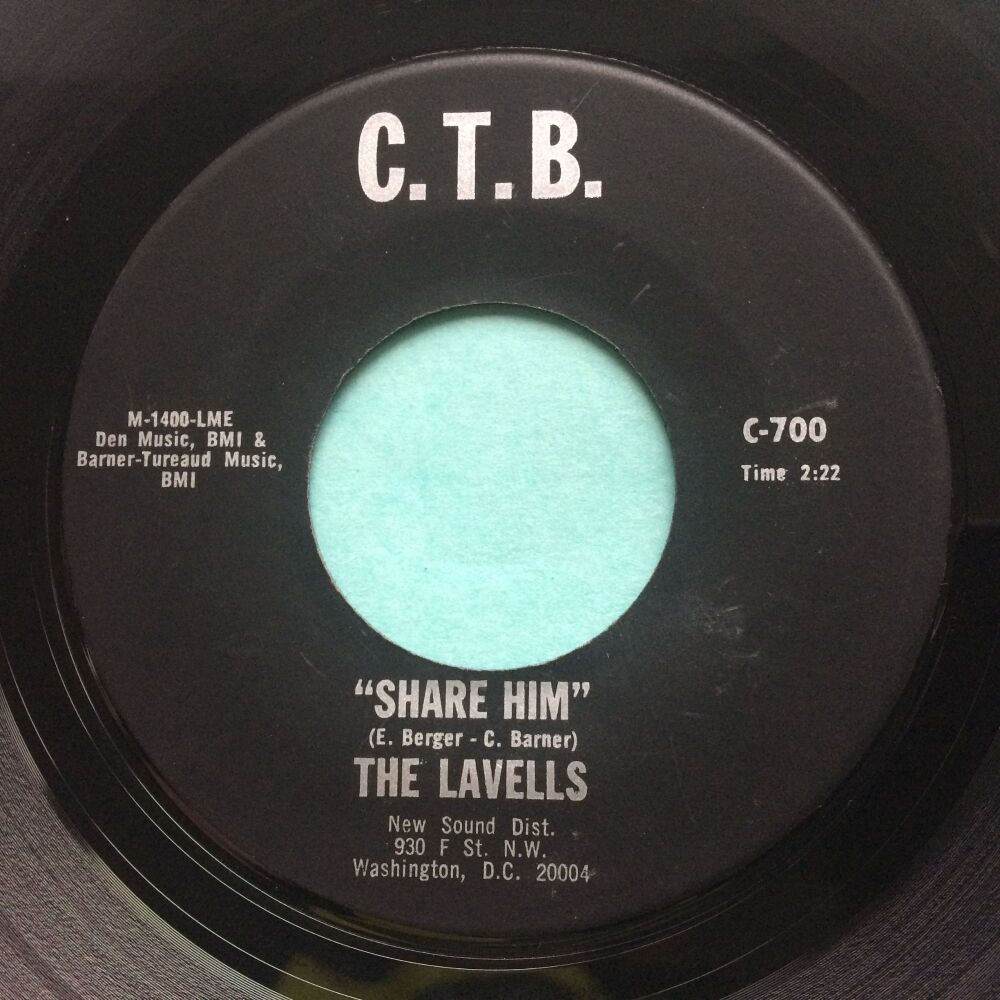 C.T.B.
M-1400-LME
Den Music, BMI &
Barner-Tureaud Music,
BMI
C-700
Time 2:22
“SHARE HIM”
(E. Berger - C. Barner)
THE LAVELLS
New Sound Dist.
930 F St. N.W.
Washington, D.C. 20004